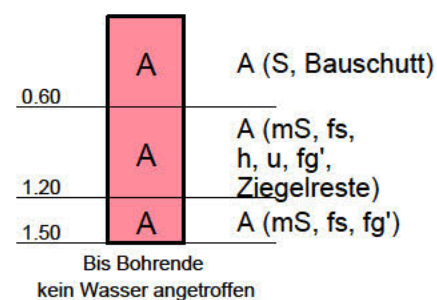 A A (S, Bauschutt)
0.60
A (mS, fs,
A h, u, fg',
1.20 Ziegelreste)
A A (mS, fs, fg')
1.50
Bis Bohrende
kein Wasser angetroffen